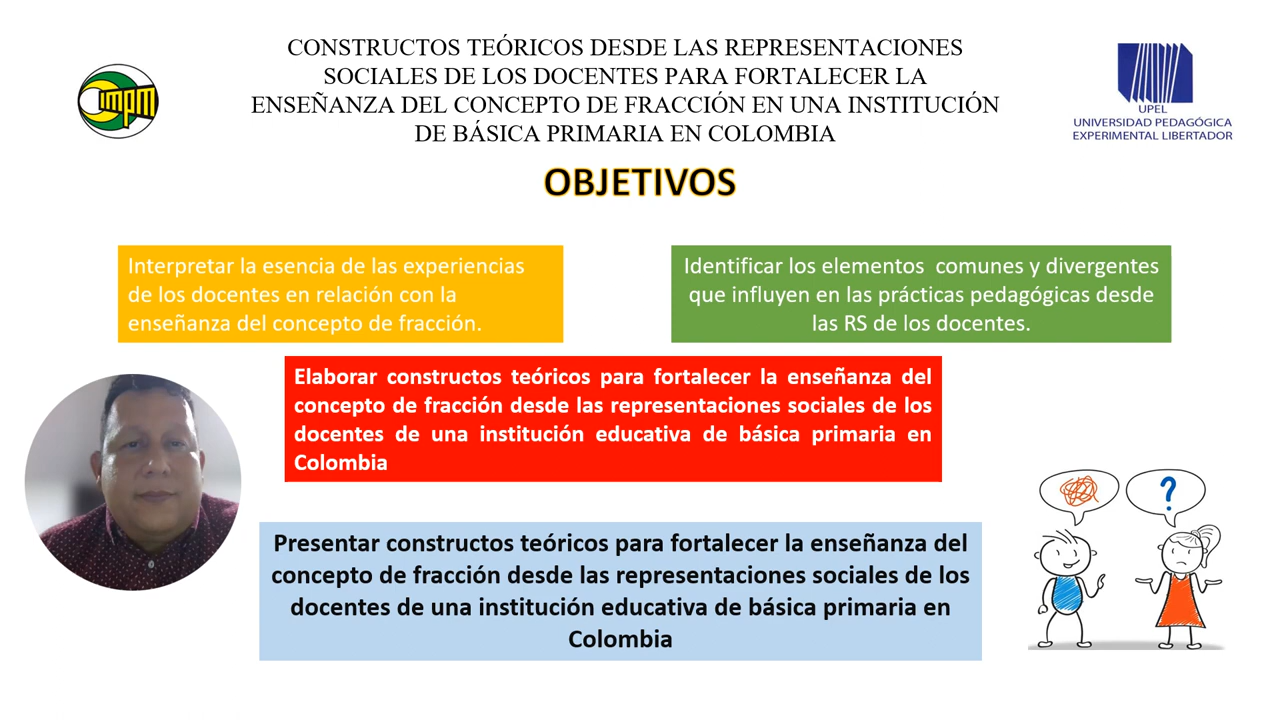 CONSTRUCTOS TEÓRICOS DESDE LAS REPRESENTACIONES
SOCIALES DE LOS DOCENTES PARA FORTALECER LA
ENSEÑANZA DEL CONCEPTO DE FRACCIÓN EN UNA INSTITUCIÓN
DE BÁSICA PRIMARIA EN COLOMBIA
impm
UPEL
UNIVERSIDAD PEDAGÓGICA
EXPERIMENTAL LIBERTADOR
OBJETIVOS
Interpretar la esencia de las experiencias
de los docentes en relación con la
enseñanza del concepto de fracción.
Identificar los elementos comunes y divergentes
que influyen en las prácticas pedagógicas desde
las RS de los docentes.
Elaborar constructos teóricos para fortalecer la enseñanza del
concepto de fracción desde las representaciones sociales de los
docentes de una institución educativa de básica primaria en
Colombia
?
Presentar constructos teóricos para fortalecer la enseñanza del
concepto de fracción desde las representaciones sociales de los
docentes de una institución educativa de básica primaria en
Colombia